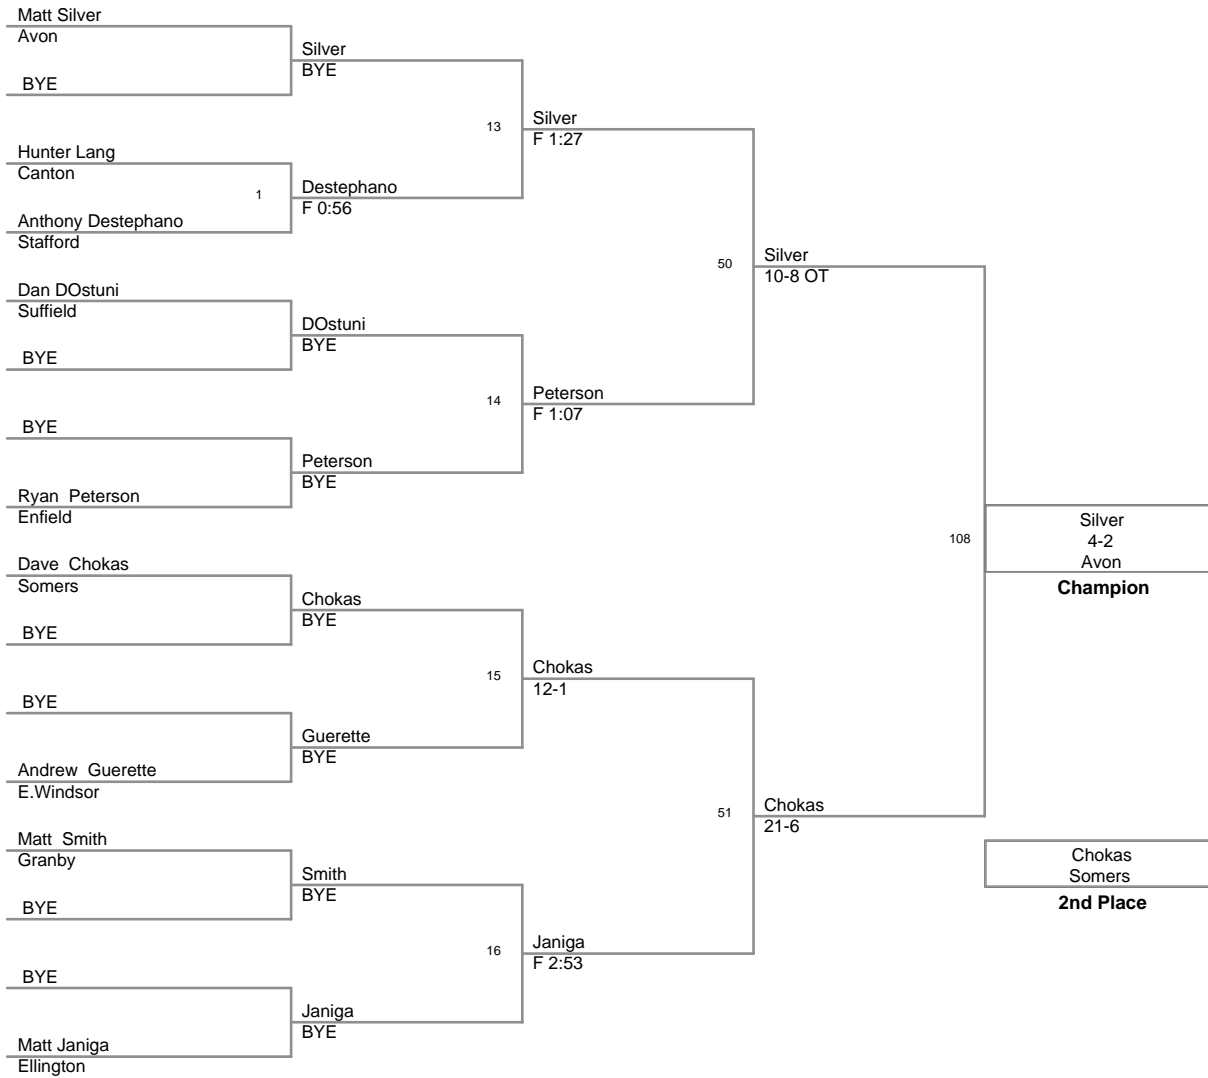 Matt Silver
Avon
BYE
Hunter Lang
Canton
1
Anthony Destephano
Stafford
Dan DOstuni
Suffield
BYE
BYE
Ryan  Peterson
Enfield
Dave  Chokas
Somers
BYE
BYE
Andrew  Guerette
E.Windsor
Matt  Smith
Granby
BYE
BYE
Matt Janiga
Ellington
Silver
BYE
13
Destephano
F 0:56
DOstuni
BYE
14
Peterson
BYE
Chokas
BYE
15
Guerette
BYE
Smith
BYE
16
Janiga
BYE
Silver
F 1:27
50
Peterson
F 1:07
Chokas
12-1
51
Janiga
F 2:53
Silver
10-8 OT
108
Chokas
21-6
Silver
4-2
Avon
Champion
Chokas
Somers
2nd Place